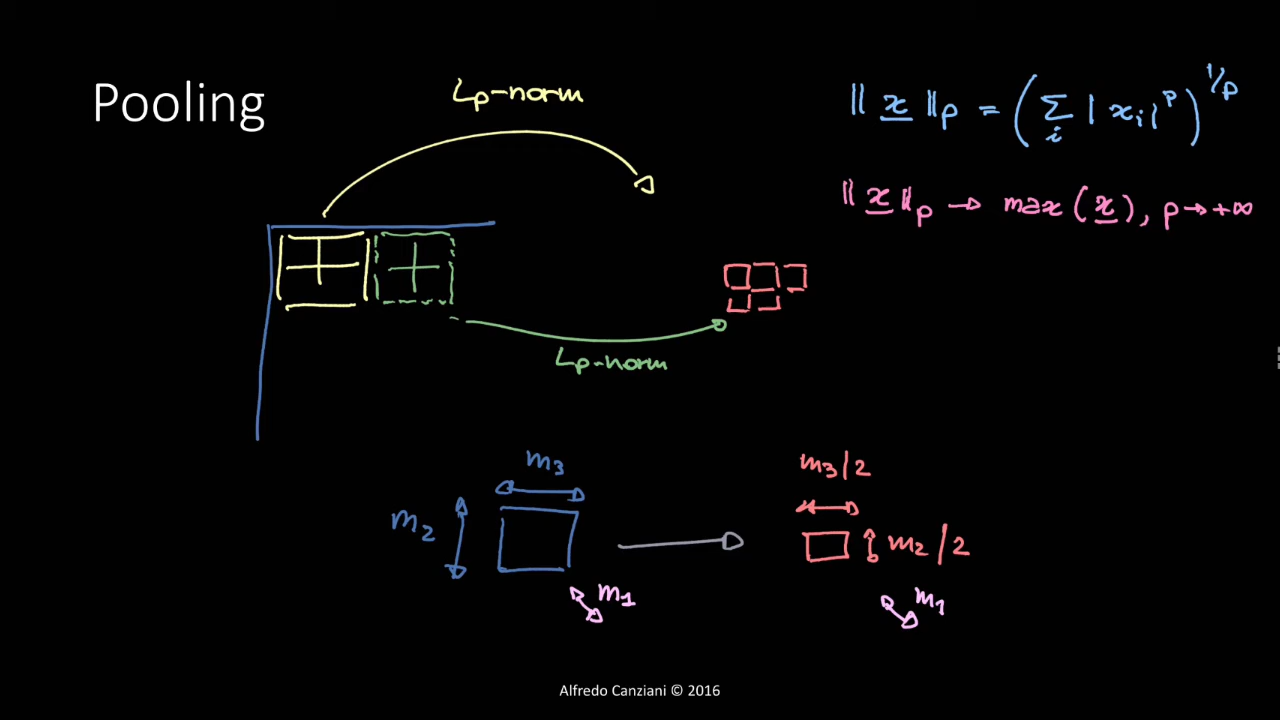 Pooling
Lp-norm
‖x‖p = (∑i |xi|^p)^1/p
‖x‖p → max(x), p→+∞
Lp-norm
m3
m2
m1
m3/2
m2/2
m1
Alfredo Canziani © 2016